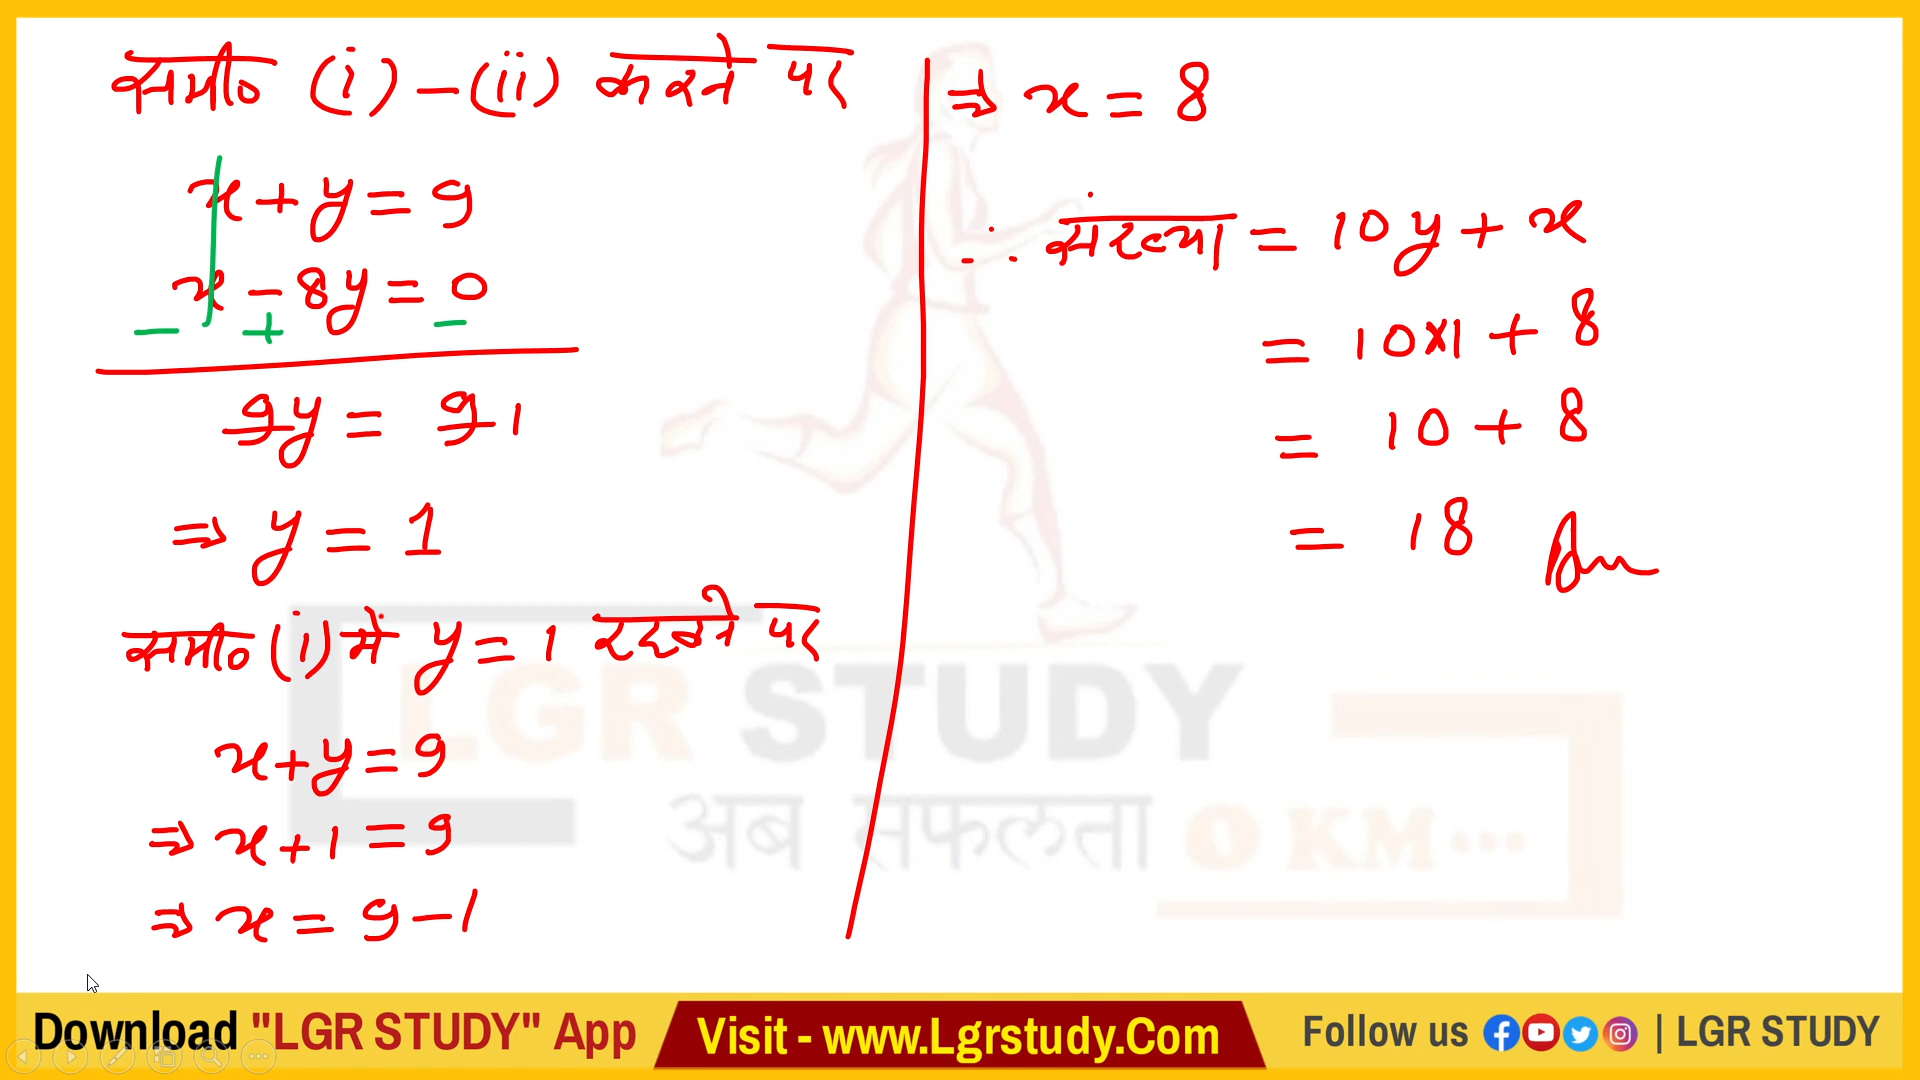 समी० (i) – (ii) करने पर
x + y = 9
x – 8y = 0
– + –
9y = 9 1
⇒ y = 1
समी० (i) में y = 1 रखने पर
x + y = 9
⇒ x + 1 = 9
⇒ x = 9 – 1
⇒ x = 8
∴ संख्या = 10y + x
= 10×1 + 8
= 10 + 8
= 18 Ans
LGR STUDY
अब सफलता 0 KM...
Download "LGR STUDY" App
Visit - www.Lgrstudy.Com
Follow us | LGR STUDY